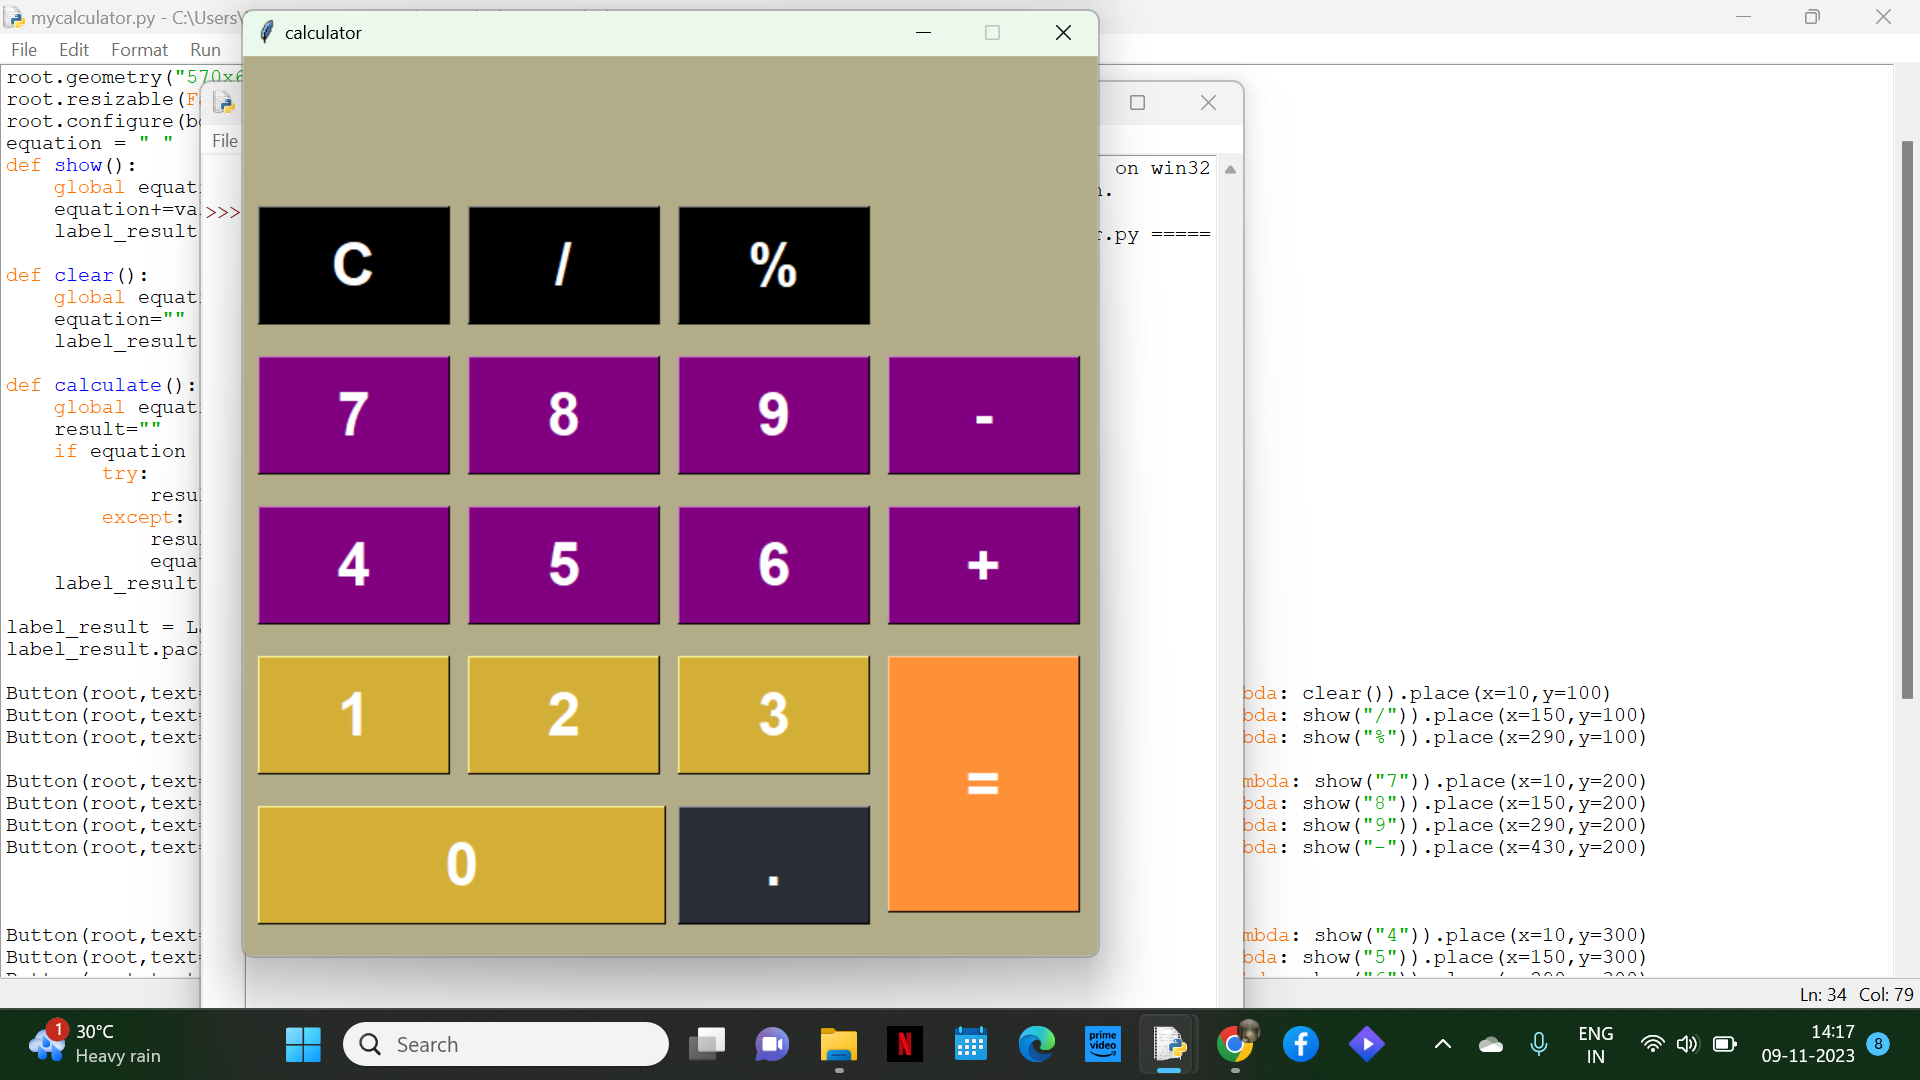 mycalculator.py - C:\Users\
File Edit Format Run
root.geometry("570x6
root.resizable(F
root.configure(b
equation = " "
def show():
global equat
equation+=va
label_result
def clear():
global equat
equation=""
label_result
def calculate():
global equat
result=""
if equation
try:
resu
except:
resu
equa
label_result
label_result = L
label_result.pac
Button(root,text=
Button(root,text=
Button(root,text=
Button(root,text=
Button(root,text=
Button(root,text=
Button(root,text=
Button(root,text=
Button(root,text=
File
>>>
on win32
.py =====
calculator
C / %
7 8 9 -
4 5 6 +
1 2 3 =
0 .
bda: clear()).place(x=10,y=100)
bda: show("/")).place(x=150,y=100)
bda: show("%")).place(x=290,y=100)
mbda: show("7")).place(x=10,y=200)
bda: show("8")).place(x=150,y=200)
bda: show("9")).place(x=290,y=200)
bda: show("-")).place(x=430,y=200)
mbda: show("4")).place(x=10,y=300)
bda: show("5")).place(x=150,y=300)
Ln: 34 Col: 79
1
30°C
Heavy rain
Search
N
prime video
ENG
IN
14:17
09-11-2023
8